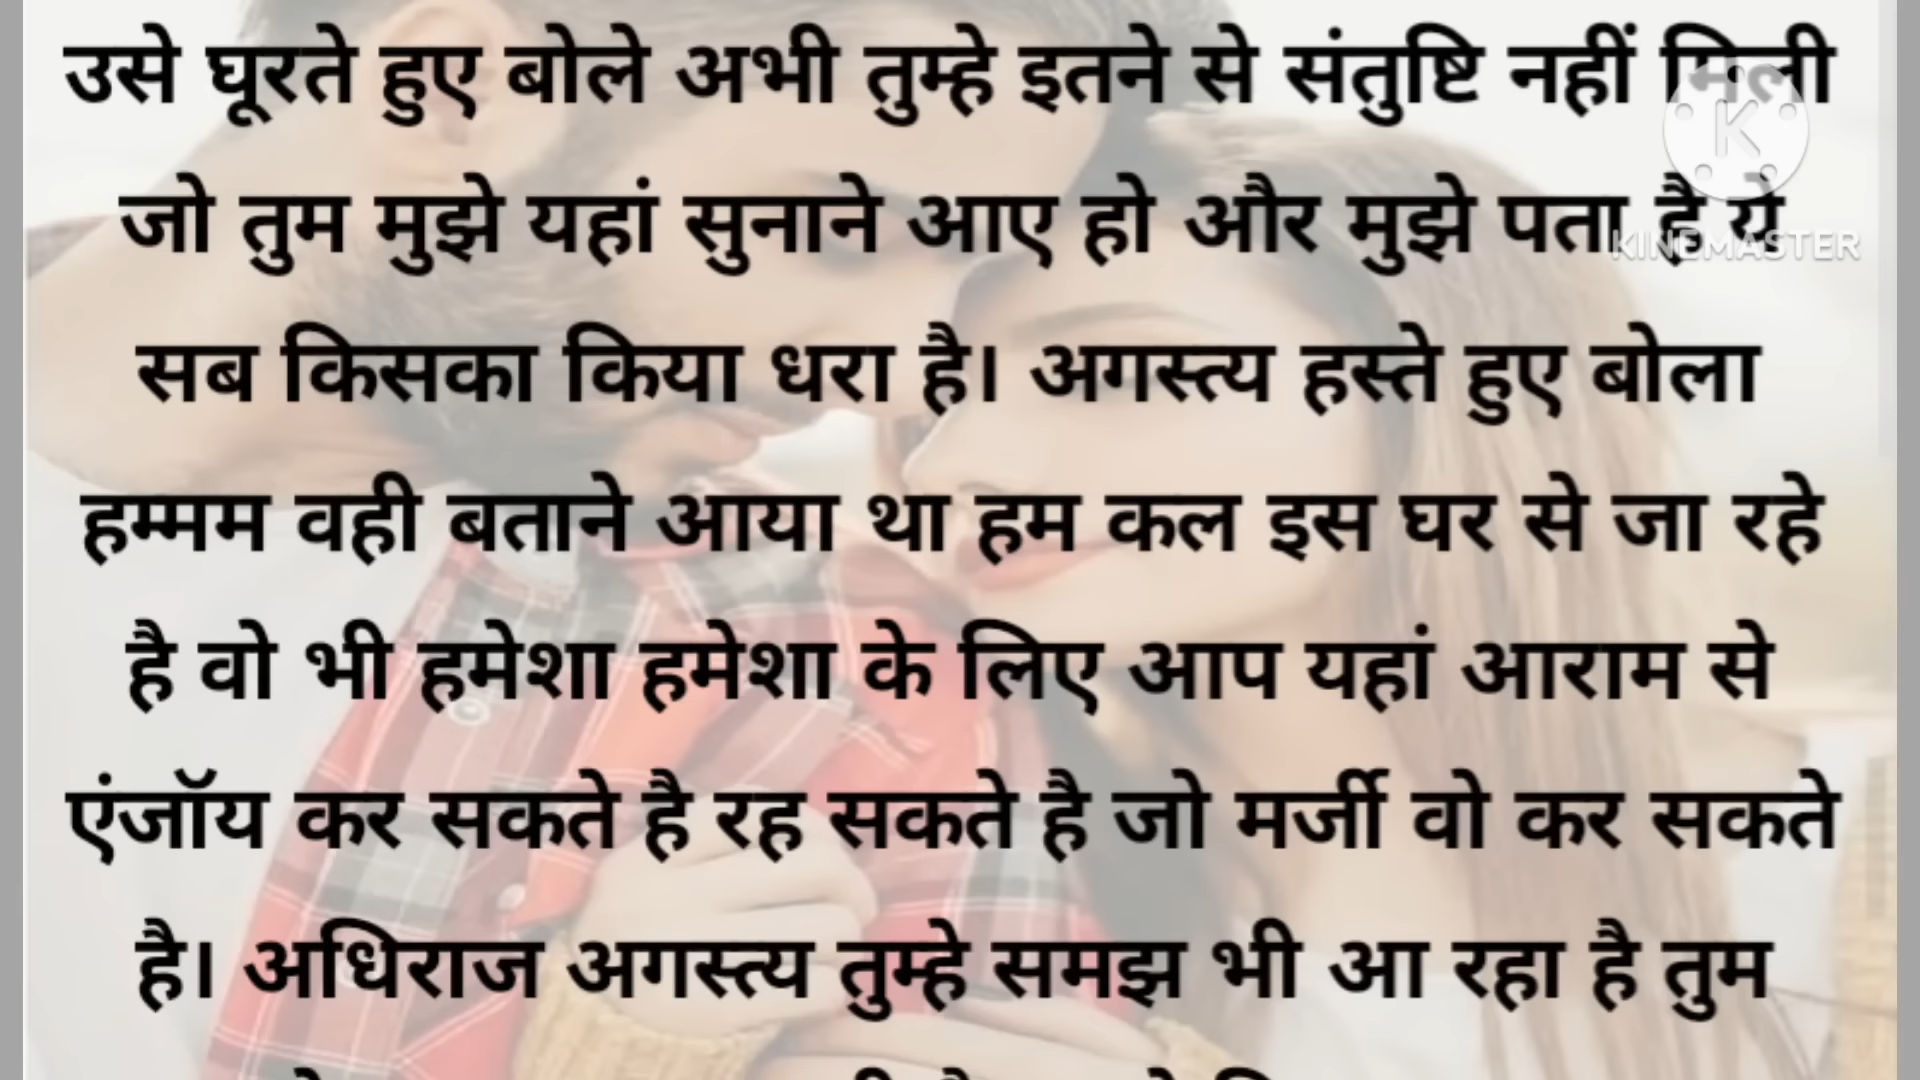 उसे घूरते हुए बोले अभी तुम्हे इतने से संतुष्टि नहीं मिली
जो तुम मुझे यहां सुनाने आए हो और मुझे पता है ये
KINEMASTER
सब किसका किया धरा है। अगस्त्य हस्ते हुए बोला
हम्मम वही बताने आया था हम कल इस घर से जा रहे
है वो भी हमेशा हमेशा के लिए आप यहां आराम से
एंजॉय कर सकते है रह सकते है जो मर्जी वो कर सकते
है। अधिराज अगस्त्य तुम्हे समझ भी आ रहा है तुम